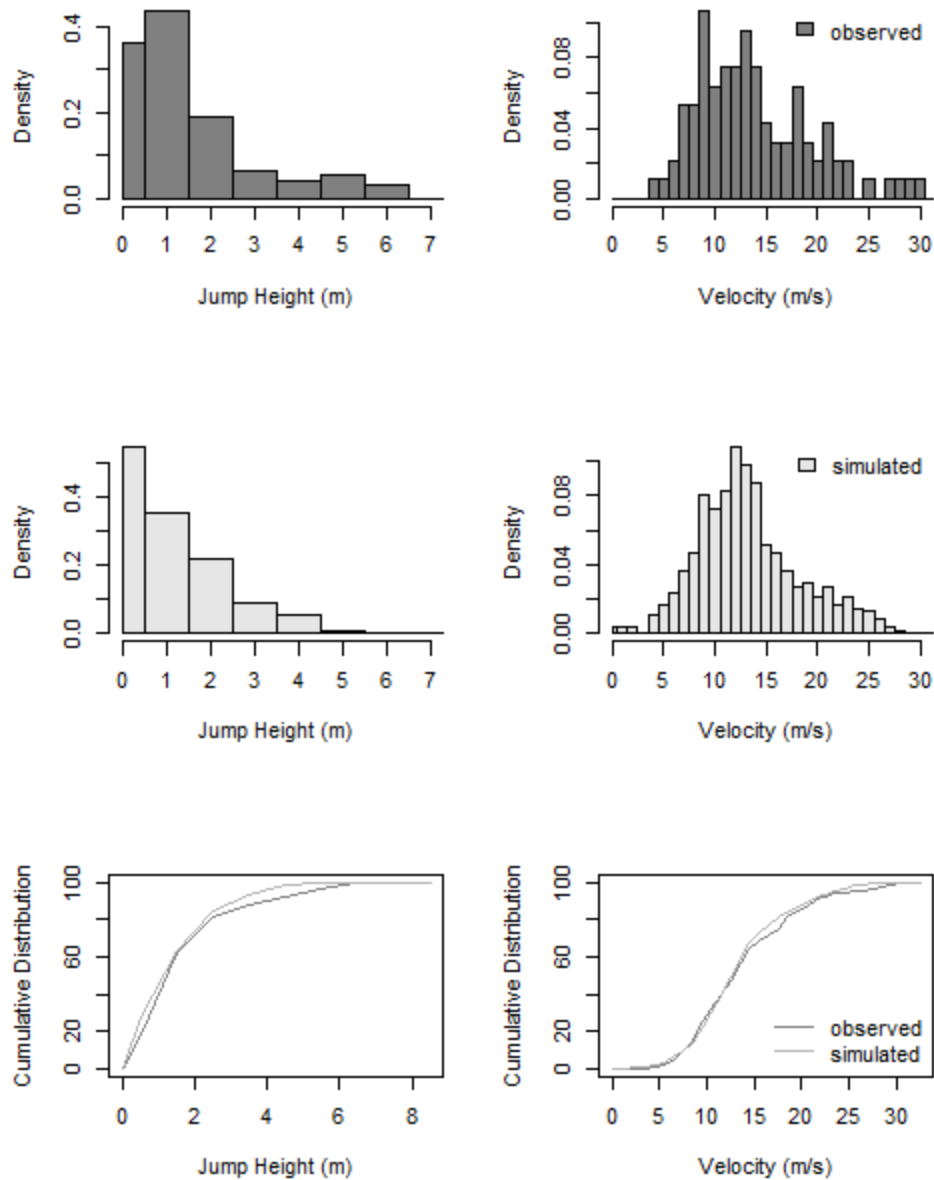 Density
0.0 0.2 0.4
0 1 2 3 4 5 6 7
Jump Height (m)
Density
0.00 0.04 0.08
observed
0 5 10 15 20 25 30
Velocity (m/s)
Density
0.0 0.2 0.4
0 1 2 3 4 5 6 7
Jump Height (m)
Density
0.00 0.04 0.08
simulated
0 5 10 15 20 25 30
Velocity (m/s)
Cumulative Distribution
0 20 60 100
0 2 4 6 8
Jump Height (m)
Cumulative Distribution
0 20 60 100
observed
simulated
0 5 10 15 20 25 30
Velocity (m/s)